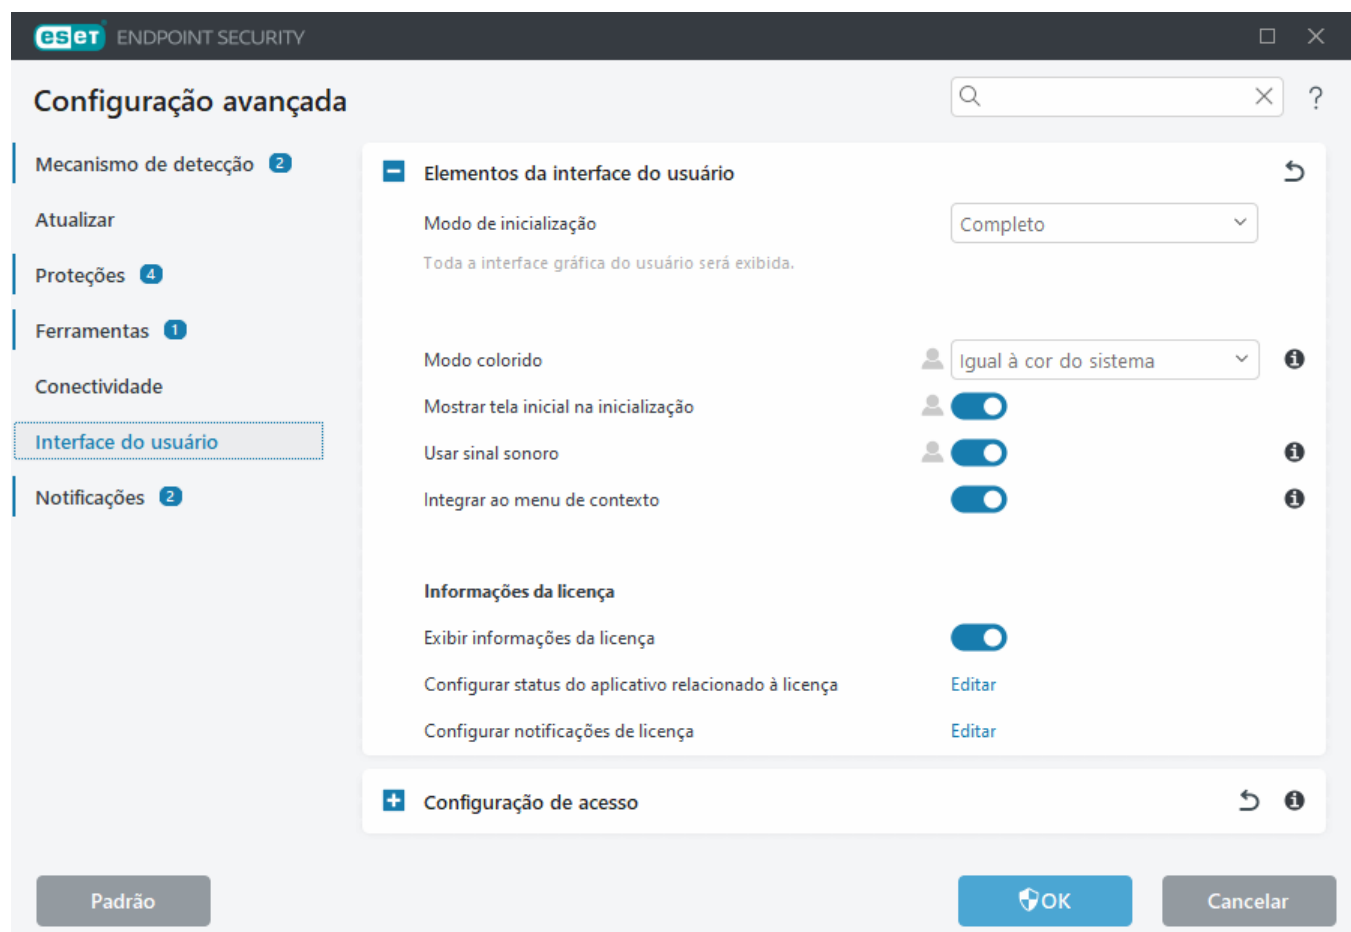 eset ENDPOINT SECURITY
Configuração avançada
?
Mecanismo de detecção 2
Atualizar
Proteções 4
Ferramentas 1
Conectividade
Interface do usuário
Notificações 2
Elementos da interface do usuário
Modo de inicialização Completo
Toda a interface gráfica do usuário será exibida.
Modo colorido Igual à cor do sistema
Mostrar tela inicial na inicialização
Usar sinal sonoro
Integrar ao menu de contexto
Informações da licença
Exibir informações da licença
Configurar status do aplicativo relacionado à licença Editar
Configurar notificações de licença Editar
Configuração de acesso
Padrão OK Cancelar